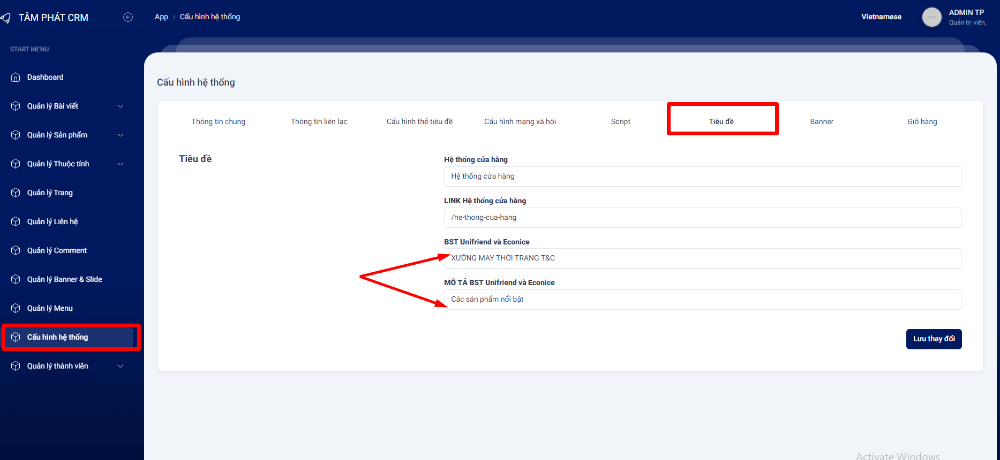 TÂM PHÁT CRM
App > Cấu hình hệ thống
Vietnamese
ADMIN TP
Quản trị viên,
START MENU
Dashboard
Quản lý Bài viết
Quản lý Sản phẩm
Quản lý Thuộc tính
Quản lý Trang
Quản lý Liên hệ
Quản lý Comment
Quản lý Banner & Slide
Quản lý Menu
Cấu hình hệ thống
Quản lý thành viên
Cấu hình hệ thống
Thông tin chung
Thông tin liên lạc
Cấu hình thẻ tiêu đề
Cấu hình mạng xã hội
Script
Tiêu đề
Banner
Giỏ hàng
Tiêu đề
Hệ thống cửa hàng
Hệ thống cửa hàng
LINK Hệ thống cửa hàng
/he-thong-cua-hang
BST Unifriend và Econice
XƯỞNG MAY THỜI TRANG T&C
MÔ TẢ BST Unifriend và Econice
Các sản phẩm nổi bật
Lưu thay đổi
Activate Windows